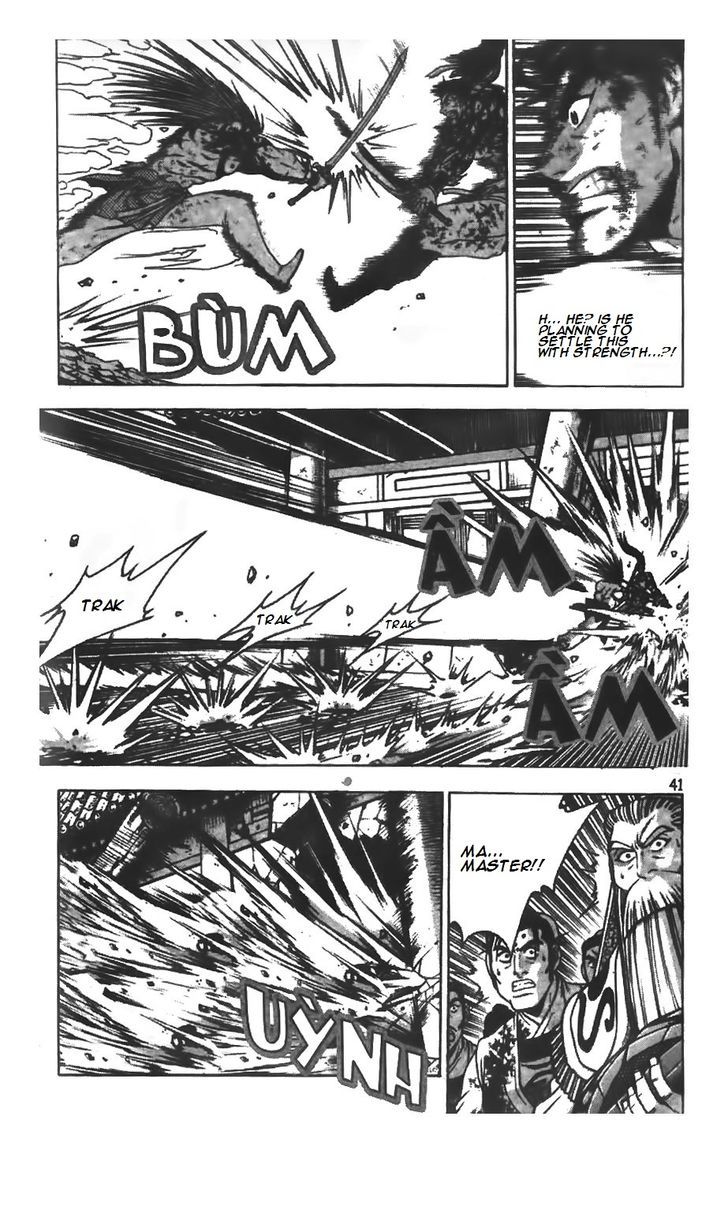 BÙM
H... HE? IS HE
PLANNING TO
SETTLE THIS
WITH STRENGTH...?!
ẦM
TRAK
TRAK
TRAK
ẦM
41
UỲNH
MA...
MASTER!!
S